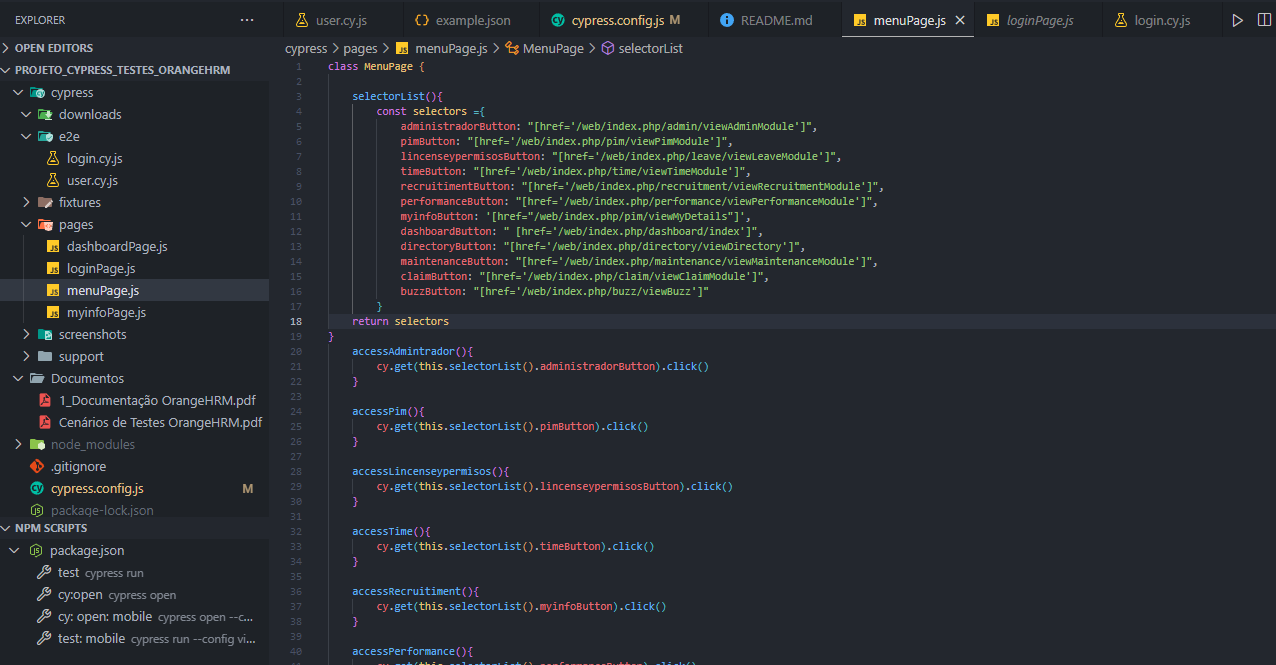 EXPLORER ...
OPEN EDITORS
PROJETO_CYPRESS_TESTES_ORANGEHRM
cypress
downloads
e2e
login.cy.js
user.cy.js
fixtures
pages
dashboardPage.js
loginPage.js
menuPage.js
myinfoPage.js
screenshots
support
Documentos
1_Documentação OrangeHRM.pdf
Cenários de Testes OrangeHRM.pdf
node_modules
.gitignore
cypress.config.js M
package-lock.json
NPM SCRIPTS
package.json
test cypress run
cy:open cypress open
cy: open: mobile cypress open --c...
test: mobile cypress run --config vi...
user.cy.js example.json cypress.config.js M README.md menuPage.js loginPage.js login.cy.js
cypress > pages > menuPage.js > MenuPage > selectorList
1 class MenuPage {
2
3 selectorList(){
4 const selectors ={
5 administradorButton: "[href='/web/index.php/admin/viewAdminModule']",
6 pimButton: "[href='/web/index.php/pim/viewPimModule']",
7 lincenseypermisosButton: "[href='/web/index.php/leave/viewLeaveModule']",
8 timeButton: "[href='/web/index.php/time/viewTimeModule']",
9 recruitimentButton: "[href='/web/index.php/recruitment/viewRecruitmentModule']",
10 performanceButton: "[href='/web/index.php/performance/viewPerformanceModule']",
11 myinfoButton: '[href="/web/index.php/pim/viewMyDetails"]',
12 dashboardButton: " [href='/web/index.php/dashboard/index']",
13 directoryButton: "[href='/web/index.php/directory/viewDirectory']",
14 maintenanceButton: "[href='/web/index.php/maintenance/viewMaintenanceModule']",
15 claimButton: "[href='/web/index.php/claim/viewClaimModule']",
16 buzzButton: "[href='/web/index.php/buzz/viewBuzz']"
17 }
18 return selectors
19 }
20 accessAdmintrador(){
21 cy.get(this.selectorList().administradorButton).click()
22 }
23
24 accessPim(){
25 cy.get(this.selectorList().pimButton).click()
26 }
27
28 accessLincenseypermisos(){
29 cy.get(this.selectorList().lincenseypermisosButton).click()
30 }
31
32 accessTime(){
33 cy.get(this.selectorList().timeButton).click()
34 }
35
36 accessRecruitiment(){
37 cy.get(this.selectorList().myinfoButton).click()
38 }
39
40 accessPerformance(){
41 cy.get(this.selectorList().performanceButton).click()